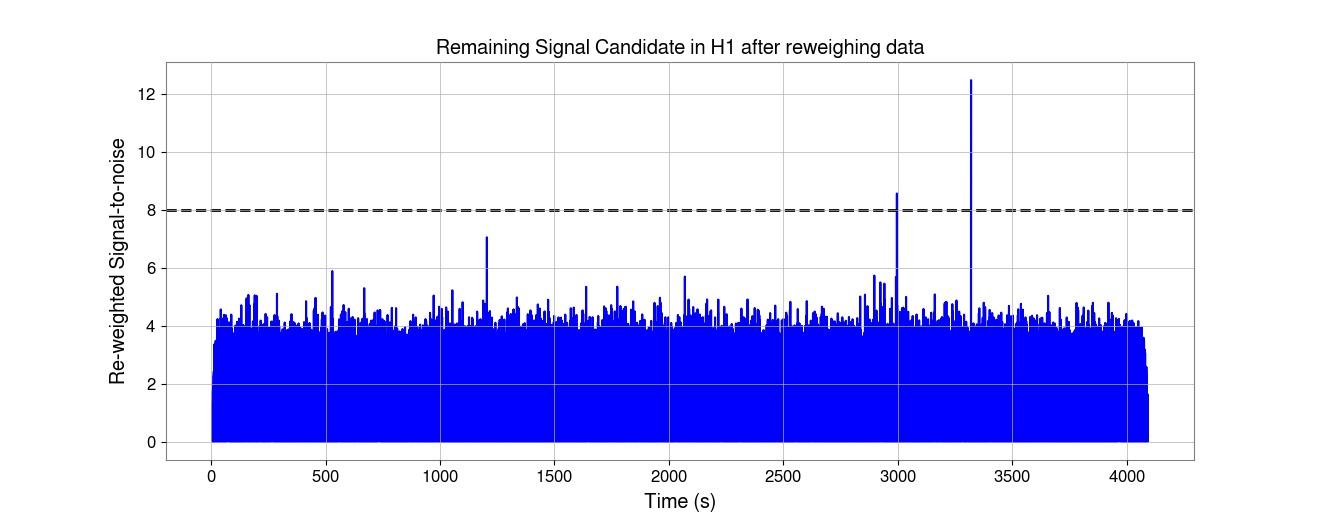 Remaining Signal Candidate in H1 after reweighing data
Re-weighted Signal-to-noise
12
10
8
6
4
2
0
0 500 1000 1500 2000 2500 3000 3500 4000
Time (s)